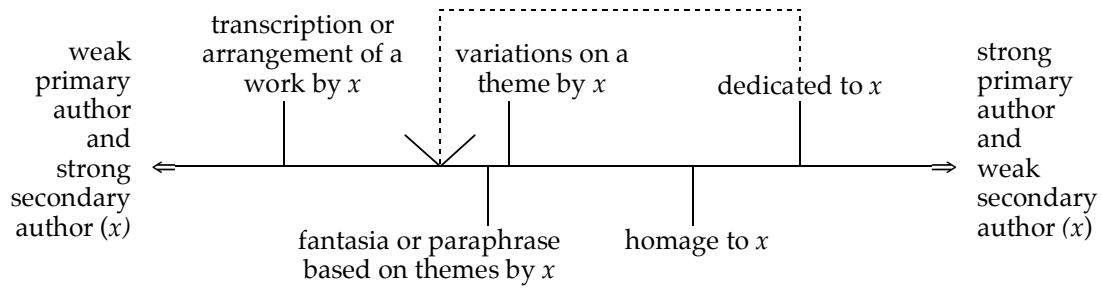 weak
primary
author
and
strong
secondary
author (x)
transcription or
arrangement of a
work by x
variations on a
theme by x
dedicated to x
fantasia or paraphrase
based on themes by x
homage to x
strong
primary
author
and
weak
secondary
author (x)